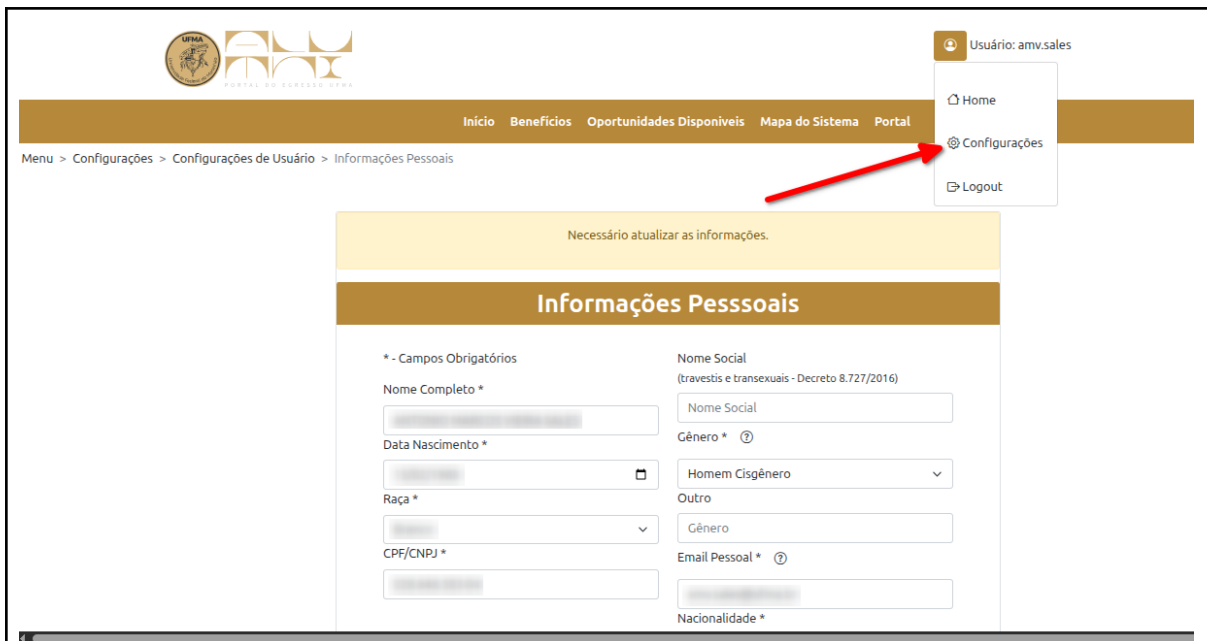 UFMA
ALUMNI
PORTAL DO EGRESSO UFMA
Usuário: amv.sales
Home
Configurações
Logout
Início Benefícios Oportunidades Disponiveis Mapa do Sistema Portal
Menu > Configurações > Configurações de Usuário > Informações Pessoais
Necessário atualizar as informações.
Informações Pesssoais
* - Campos Obrigatórios
Nome Completo *
Data Nascimento *
Raça *
CPF/CNPJ *
Nome Social
(travestis e transexuais - Decreto 8.727/2016)
Nome Social
Gênero * ?
Homem Cisgênero
Outro
Gênero
Email Pessoal * ?
Nacionalidade *